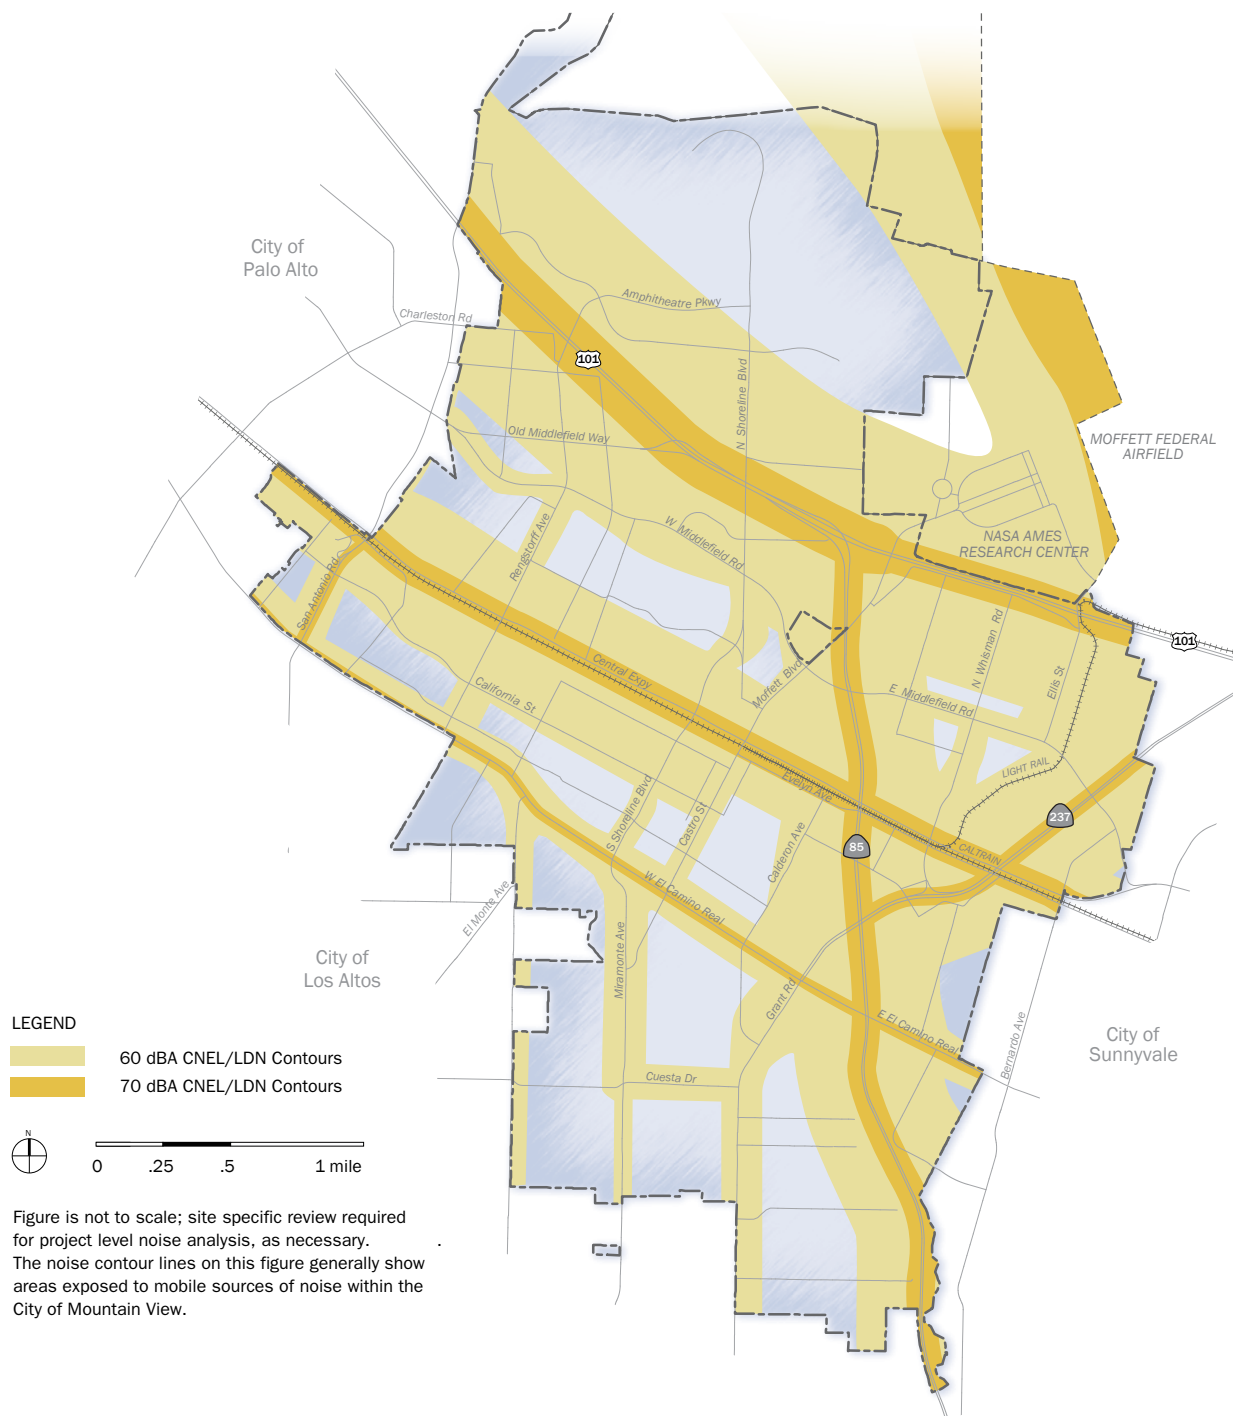 City of
Palo Alto
Charleston Rd
Amphitheatre Pkwy
101
N Shoreline Blvd
Old Middlefield Way
MOFFETT FEDERAL
AIRFIELD
NASA AMES
RESEARCH CENTER
W Middlefield Rd
Rengstorff Ave
San Antonio Rd
Central Expy
California St
Moffett Blvd
N Whisman Rd
Ellis St
101
E Middlefield Rd
LIGHT RAIL
Evelyn Ave
237
85
CALTRAIN
S Shoreline Blvd
Castro St
Calderon Ave
W El Camino Real
El Monte Ave
Miramonte Ave
Grant Rd
E El Camino Real
Bernardo Ave
Cuesta Dr
City of
Los Altos
City of
Sunnyvale
LEGEND
60 dBA CNEL/LDN Contours
70 dBA CNEL/LDN Contours
N
0 .25 .5 1 mile
Figure is not to scale; site specific review required
for project level noise analysis, as necessary. .
The noise contour lines on this figure generally show
areas exposed to mobile sources of noise within the
City of Mountain View.